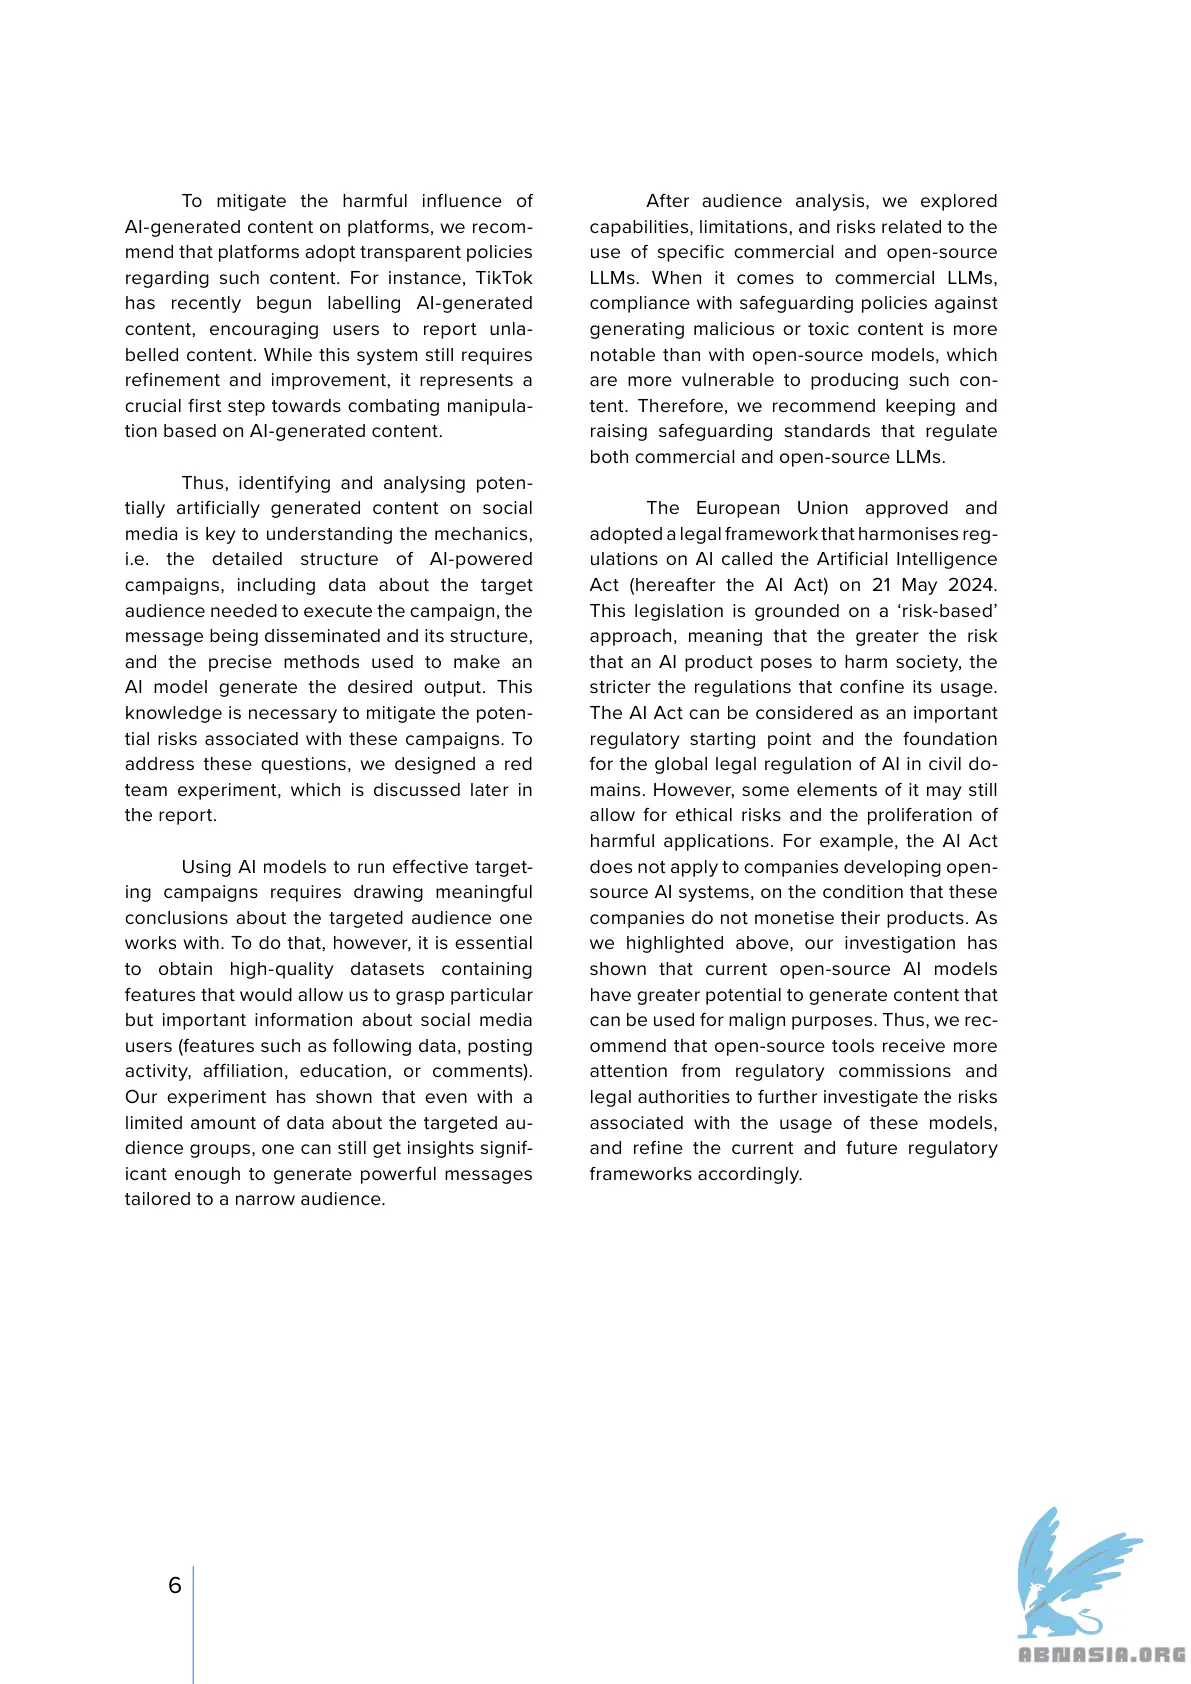 To mitigate the harmful influence of
AI-generated content on platforms, we recom-
mend that platforms adopt transparent policies
regarding such content. For instance, TikTok
has recently begun labelling AI-generated
content, encouraging users to report unla-
belled content. While this system still requires
refinement and improvement, it represents a
crucial first step towards combating manipula-
tion based on AI-generated content.
Thus, identifying and analysing poten-
tially artificially generated content on social
media is key to understanding the mechanics,
i.e. the detailed structure of AI-powered
campaigns, including data about the target
audience needed to execute the campaign, the
message being disseminated and its structure,
and the precise methods used to make an
AI model generate the desired output. This
knowledge is necessary to mitigate the poten-
tial risks associated with these campaigns. To
address these questions, we designed a red
team experiment, which is discussed later in
the report.
Using AI models to run effective target-
ing campaigns requires drawing meaningful
conclusions about the targeted audience one
works with. To do that, however, it is essential
to obtain high-quality datasets containing
features that would allow us to grasp particular
but important information about social media
users (features such as following data, posting
activity, affiliation, education, or comments).
Our experiment has shown that even with a
limited amount of data about the targeted au-
dience groups, one can still get insights signif-
icant enough to generate powerful messages
tailored to a narrow audience.
After audience analysis, we explored
capabilities, limitations, and risks related to the
use of specific commercial and open-source
LLMs. When it comes to commercial LLMs,
compliance with safeguarding policies against
generating malicious or toxic content is more
notable than with open-source models, which
are more vulnerable to producing such con-
tent. Therefore, we recommend keeping and
raising safeguarding standards that regulate
both commercial and open-source LLMs.
The European Union approved and
adopted a legal framework that harmonises reg-
ulations on AI called the Artificial Intelligence
Act (hereafter the AI Act) on 21 May 2024.
This legislation is grounded on a ‘risk-based’
approach, meaning that the greater the risk
that an AI product poses to harm society, the
stricter the regulations that confine its usage.
The AI Act can be considered as an important
regulatory starting point and the foundation
for the global legal regulation of AI in civil do-
mains. However, some elements of it may still
allow for ethical risks and the proliferation of
harmful applications. For example, the AI Act
does not apply to companies developing open-
source AI systems, on the condition that these
companies do not monetise their products. As
we highlighted above, our investigation has
shown that current open-source AI models
have greater potential to generate content that
can be used for malign purposes. Thus, we rec-
ommend that open-source tools receive more
attention from regulatory commissions and
legal authorities to further investigate the risks
associated with the usage of these models,
and refine the current and future regulatory
frameworks accordingly.
6
ABNASIA.ORG